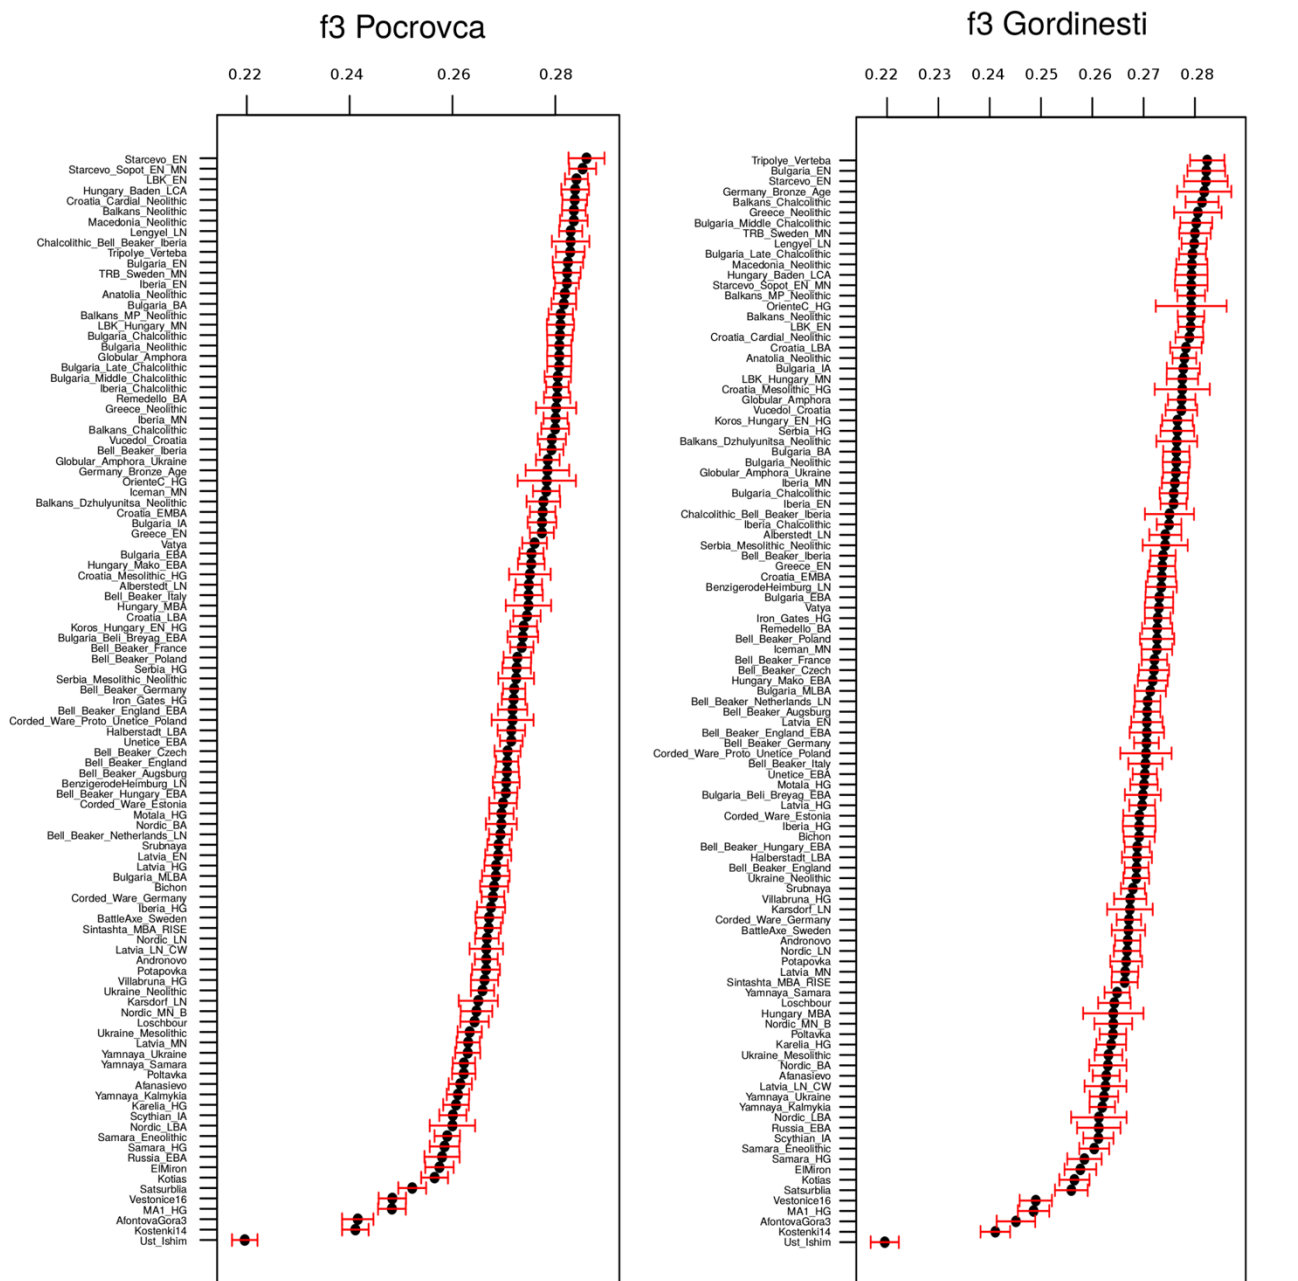 f3 Pocrovca
0.22 0.24 0.26 0.28
Starcevo_EN
Starcevo_Sopot_EN_MN
LBK_EN
Hungary_Baden_LCA
Croatia_Cardial_Neolithic
Balkans_Neolithic
Macedonia_Neolithic
Lengyel_LN
Chalcolithic_Bell_Beaker_Iberia
Tripolye_Verteba
Bulgaria_EN
TRB_Sweden_MN
Iberia_EN
Anatolia_Neolithic
Bulgaria_BA
Balkans_MP_Neolithic
LBK_Hungary_MN
Bulgaria_Chalcolithic
Bulgaria_Neolithic
Globular_Amphora
Bulgaria_Late_Chalcolithic
Bulgaria_Middle_Chalcolithic
Iberia_Chalcolithic
Remedello_BA
Greece_Neolithic
Iberia_MN
Balkans_Chalcolithic
Vucedol_Croatia
Bell_Beaker_Iberia
Globular_Amphora_Ukraine
Germany_Bronze_Age
OrienteC_HG
Iceman_MN
Balkans_Dzhulyunitsa_Neolithic
Croatia_EMBA
Bulgaria_IA
Greece_EN
Vatya
Bulgaria_EBA
Hungary_Mako_EBA
Croatia_Mesolithic_HG
Alberstedt_LN
Bell_Beaker_Italy
Hungary_MBA
Croatia_LBA
Koros_Hungary_EN_HG
Bulgaria_Beli_Breyag_EBA
Bell_Beaker_France
Bell_Beaker_Poland
Serbia_HG
Serbia_Mesolithic_Neolithic
Bell_Beaker_Germany
Iron_Gates_HG
Bell_Beaker_England_EBA
Corded_Ware_Proto_Unetice_Poland
Halberstadt_LBA
Unetice_EBA
Bell_Beaker_Czech
Bell_Beaker_England
Bell_Beaker_Augsburg
BenzigerodeHeimburg_LN
Bell_Beaker_Hungary_EBA
Corded_Ware_Estonia
Motala_HG
Nordic_BA
Bell_Beaker_Netherlands_LN
Srubnaya
Latvia_EN
Latvia_HG
Bulgaria_MLBA
Bichon
Corded_Ware_Germany
Iberia_HG
BattleAxe_Sweden
Sintashta_MBA_RISE
Nordic_LN
Latvia_LN_CW
Andronovo
Potapovka
Villabruna_HG
Ukraine_Neolithic
Karsdorf_LN
Nordic_MN_B
Loschbour
Ukraine_Mesolithic
Latvia_MN
Yamnaya_Ukraine
Yamnaya_Samara
Poltavka
Afanasievo
Yamnaya_Kalmykia
Karelia_HG
Scythian_IA
Nordic_LBA
Samara_Eneolithic
Samara_HG
Russia_EBA
ElMiron
Kotias
Satsurblia
Vestonice16
MA1_HG
AfontovaGora3
Kostenki14
Ust_Ishim
f3 Gordinesti
0.22 0.23 0.24 0.25 0.26 0.27 0.28
Tripolye_Verteba
Bulgaria_EN
Starcevo_EN
Germany_Bronze_Age
Balkans_Chalcolithic
Greece_Neolithic
Bulgaria_Middle_Chalcolithic
TRB_Sweden_MN
Lengyel_LN
Bulgaria_Late_Chalcolithic
Macedonia_Neolithic
Hungary_Baden_LCA
Starcevo_Sopot_EN_MN
Balkans_MP_Neolithic
OrienteC_HG
Balkans_Neolithic
LBK_EN
Croatia_Cardial_Neolithic
Croatia_LBA
Anatolia_Neolithic
Bulgaria_IA
LBK_Hungary_MN
Croatia_Mesolithic_HG
Globular_Amphora
Vucedol_Croatia
Koros_Hungary_EN_HG
Serbia_HG
Balkans_Dzhulyunitsa_Neolithic
Bulgaria_BA
Bulgaria_Neolithic
Globular_Amphora_Ukraine
Iberia_MN
Bulgaria_Chalcolithic
Iberia_EN
Chalcolithic_Bell_Beaker_Iberia
Iberia_Chalcolithic
Alberstedt_LN
Serbia_Mesolithic_Neolithic
Bell_Beaker_Iberia
Greece_EN
Croatia_EMBA
BenzigerodeHeimburg_LN
Bulgaria_EBA
Vatya
Iron_Gates_HG
Remedello_BA
Bell_Beaker_Poland
Iceman_MN
Bell_Beaker_France
Bell_Beaker_Czech
Hungary_Mako_EBA
Bulgaria_MLBA
Bell_Beaker_Netherlands_LN
Bell_Beaker_Augsburg
Latvia_EN
Bell_Beaker_England_EBA
Bell_Beaker_Germany
Corded_Ware_Proto_Unetice_Poland
Bell_Beaker_Italy
Unetice_EBA
Motala_HG
Bulgaria_Beli_Breyag_EBA
Latvia_HG
Corded_Ware_Estonia
Iberia_HG
Bichon
Bell_Beaker_Hungary_EBA
Halberstadt_LBA
Bell_Beaker_England
Ukraine_Neolithic
Srubnaya
Villabruna_HG
Karsdorf_LN
Corded_Ware_Germany
BattleAxe_Sweden
Andronovo
Nordic_LN
Potapovka
Latvia_MN
Sintashta_MBA_RISE
Yamnaya_Samara
Loschbour
Hungary_MBA
Nordic_MN_B
Poltavka
Karelia_HG
Ukraine_Mesolithic
Nordic_BA
Afanasievo
Latvia_LN_CW
Yamnaya_Ukraine
Yamnaya_Kalmykia
Nordic_LBA
Russia_EBA
Scythian_IA
Samara_Eneolithic
Samara_HG
ElMiron
Kotias
Satsurblia
Vestonice16
MA1_HG
AfontovaGora3
Kostenki14
Ust_Ishim